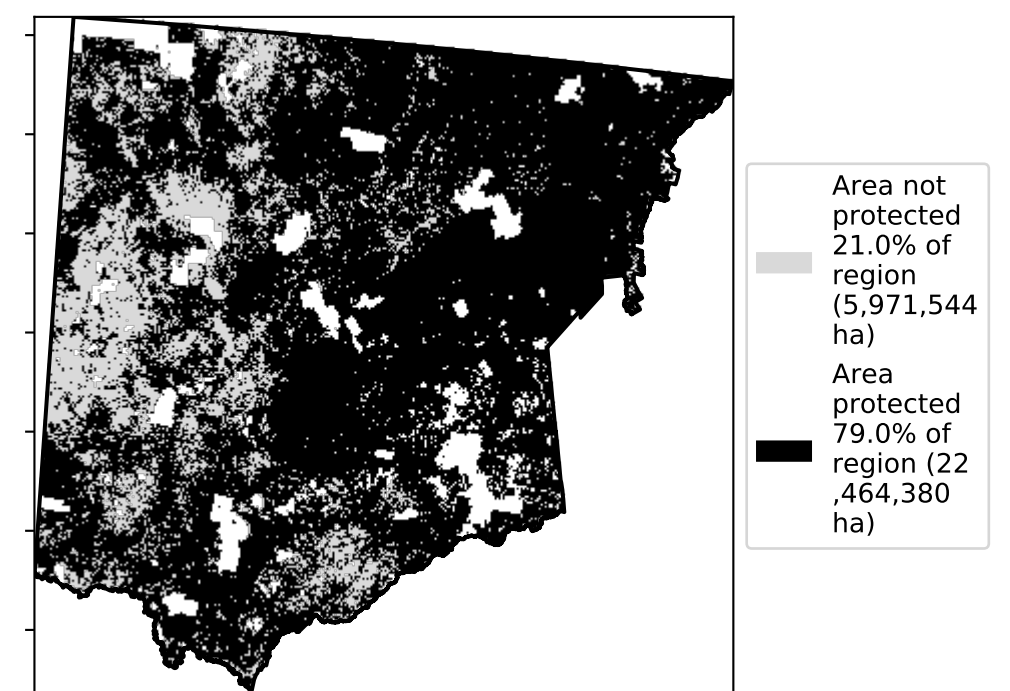 Area not
protected
21.0% of
region
(5,971,544
ha)
Area
protected
79.0% of
region (22
,464,380
ha)